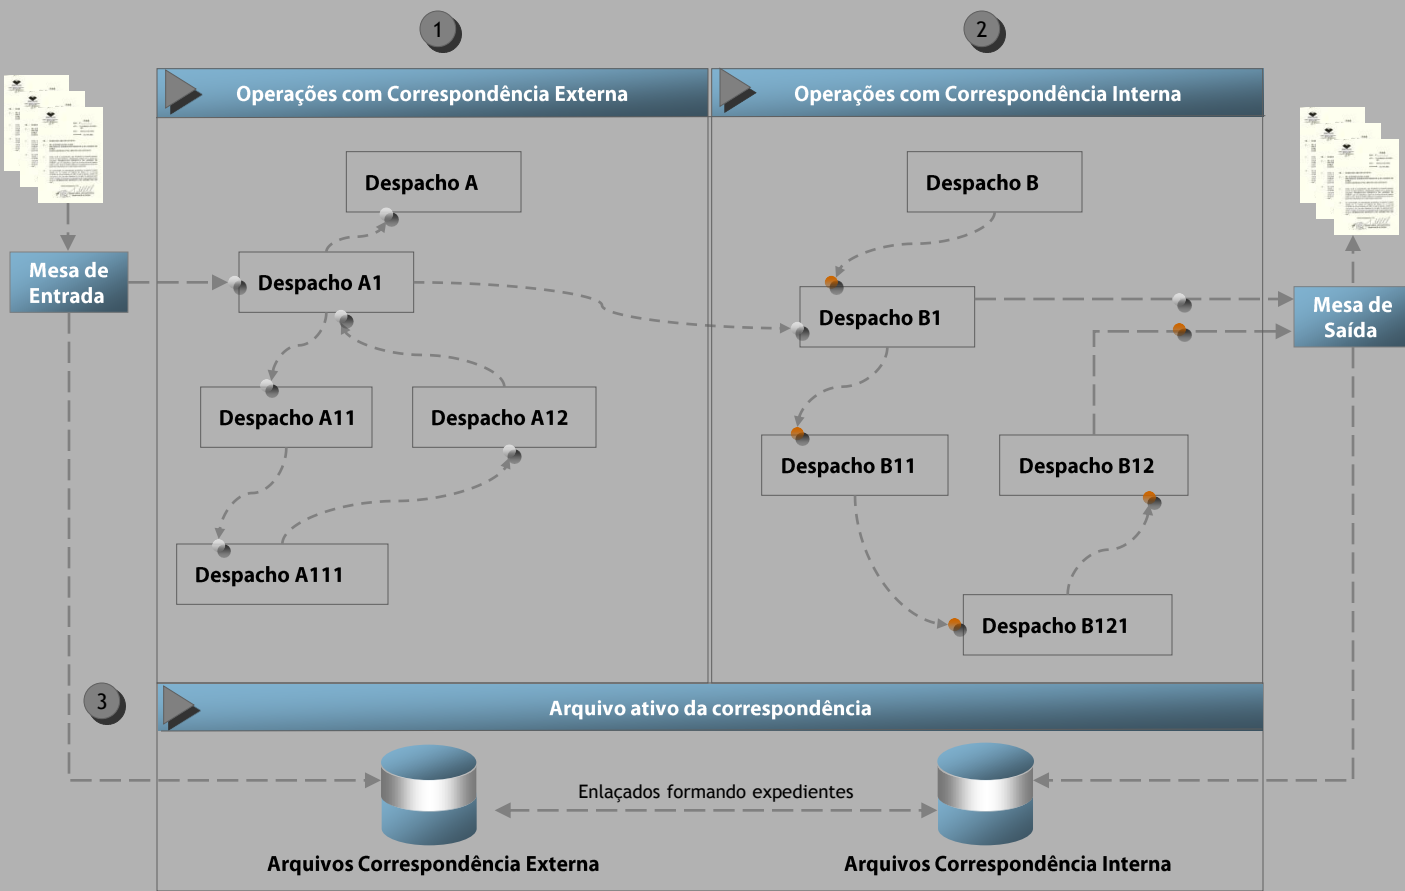 1
2
Operações com Correspondência Externa
Operações com Correspondência Interna
Despacho A
Despacho B
Mesa de
Entrada
Despacho A1
Despacho B1
Mesa de
Saída
Despacho A11
Despacho A12
Despacho B11
Despacho B12
Despacho A111
Despacho B121
3
Arquivo ativo da correspondência
Enlaçados formando expedientes
Arquivos Correspondência Externa
Arquivos Correspondência Interna